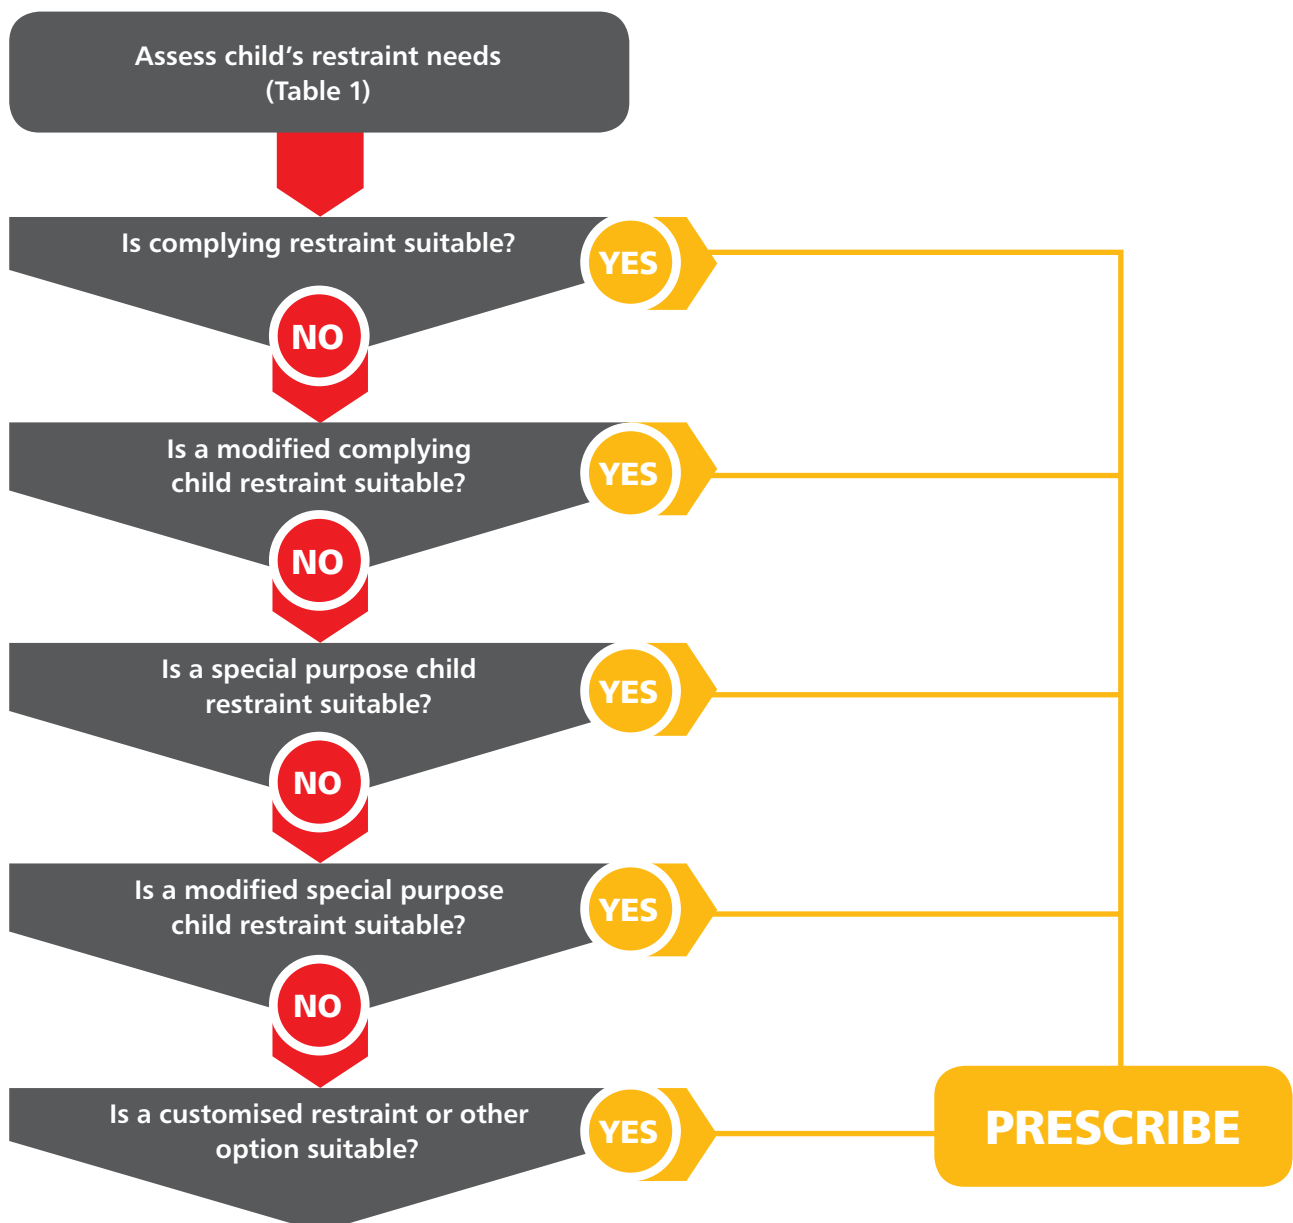 Assess child's restraint needs
(Table 1)
Is complying restraint suitable?
YES
NO
Is a modified complying
child restraint suitable?
YES
NO
Is a special purpose child
restraint suitable?
YES
NO
Is a modified special purpose
child restraint suitable?
YES
NO
Is a customised restraint or other
option suitable?
YES
PRESCRIBE